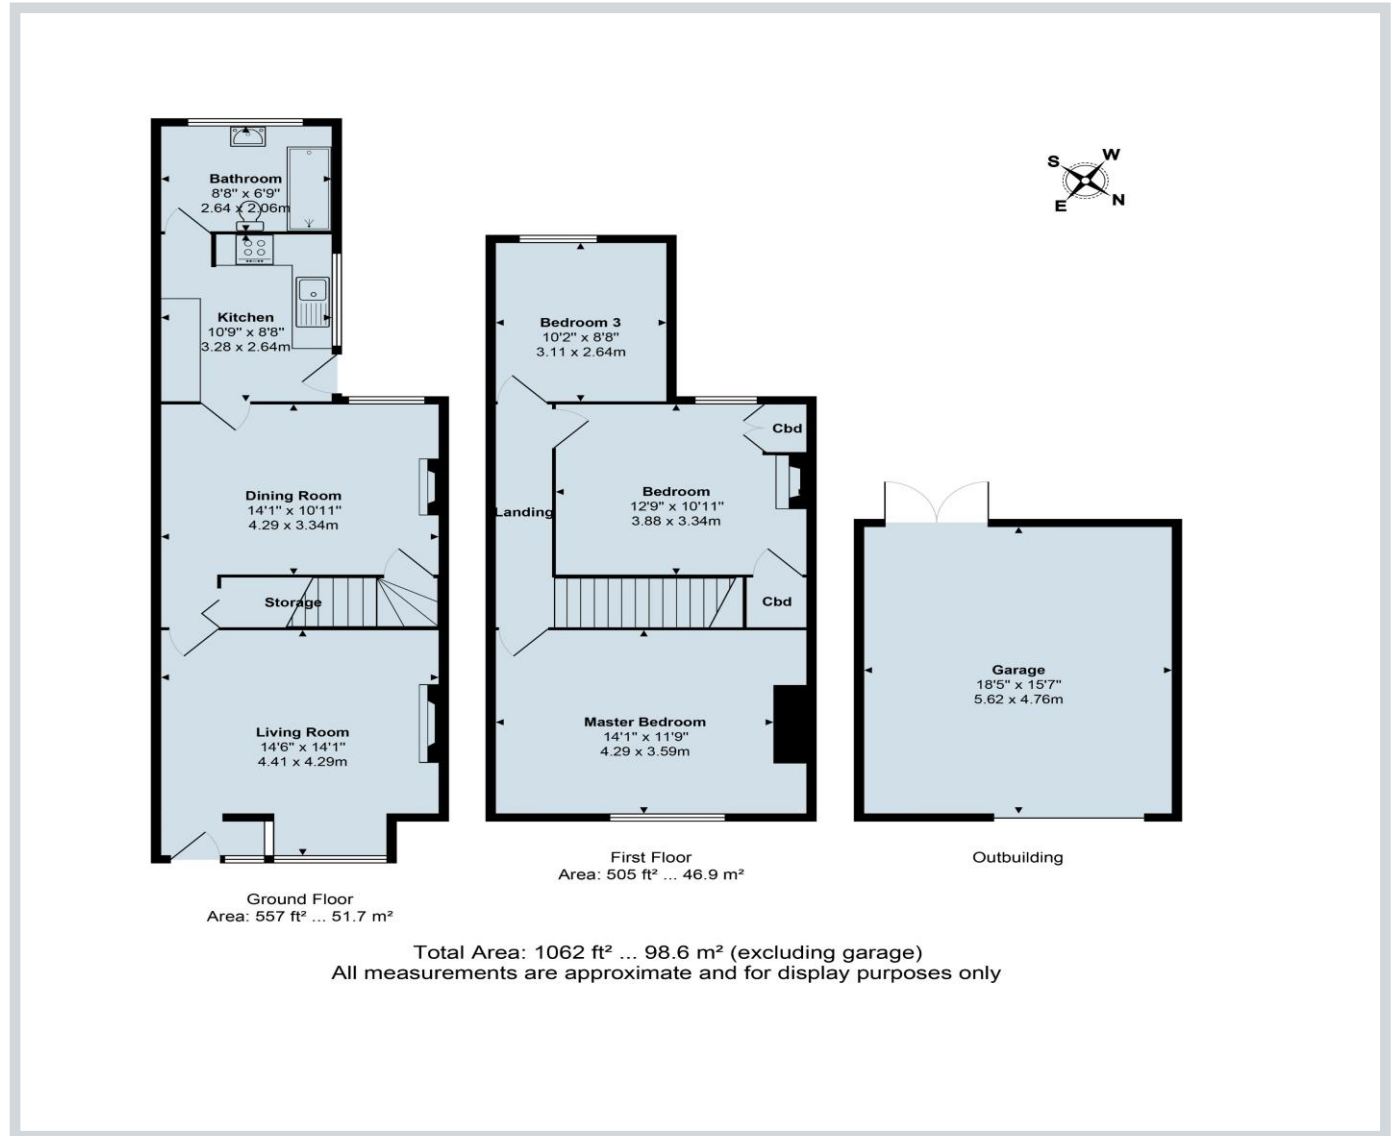 Bathroom
8'8" x 6'9"
2.64 x 2.06m
Kitchen
10'9" x 8'8"
3.28 x 2.64m
Dining Room
14'1" x 10'11"
4.29 x 3.34m
Storage
Living Room
14'6" x 14'1"
4.41 x 4.29m
Ground Floor
Area: 557 ft² ... 51.7 m²
Bedroom 3
10'2" x 8'8"
3.11 x 2.64m
Cbd
Bedroom
12'9" x 10'11"
3.88 x 3.34m
Landing
Cbd
Master Bedroom
14'1" x 11'9"
4.29 x 3.59m
First Floor
Area: 505 ft² ... 46.9 m²
S W
E N
Garage
18'5" x 15'7"
5.62 x 4.76m
Outbuilding
Total Area: 1062 ft² ... 98.6 m² (excluding garage)
All measurements are approximate and for display purposes only